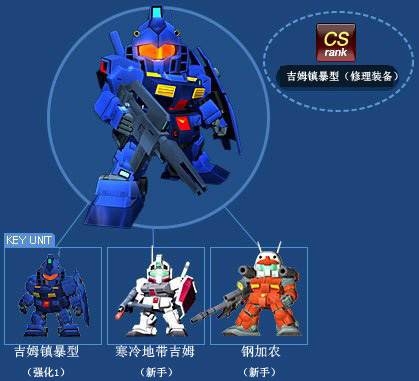 CS
rank
吉姆镇暴型（修理装备）
KEY UNIT
吉姆镇暴型
（强化1）
寒冷地带吉姆
（新手）
钢加农
（新手）